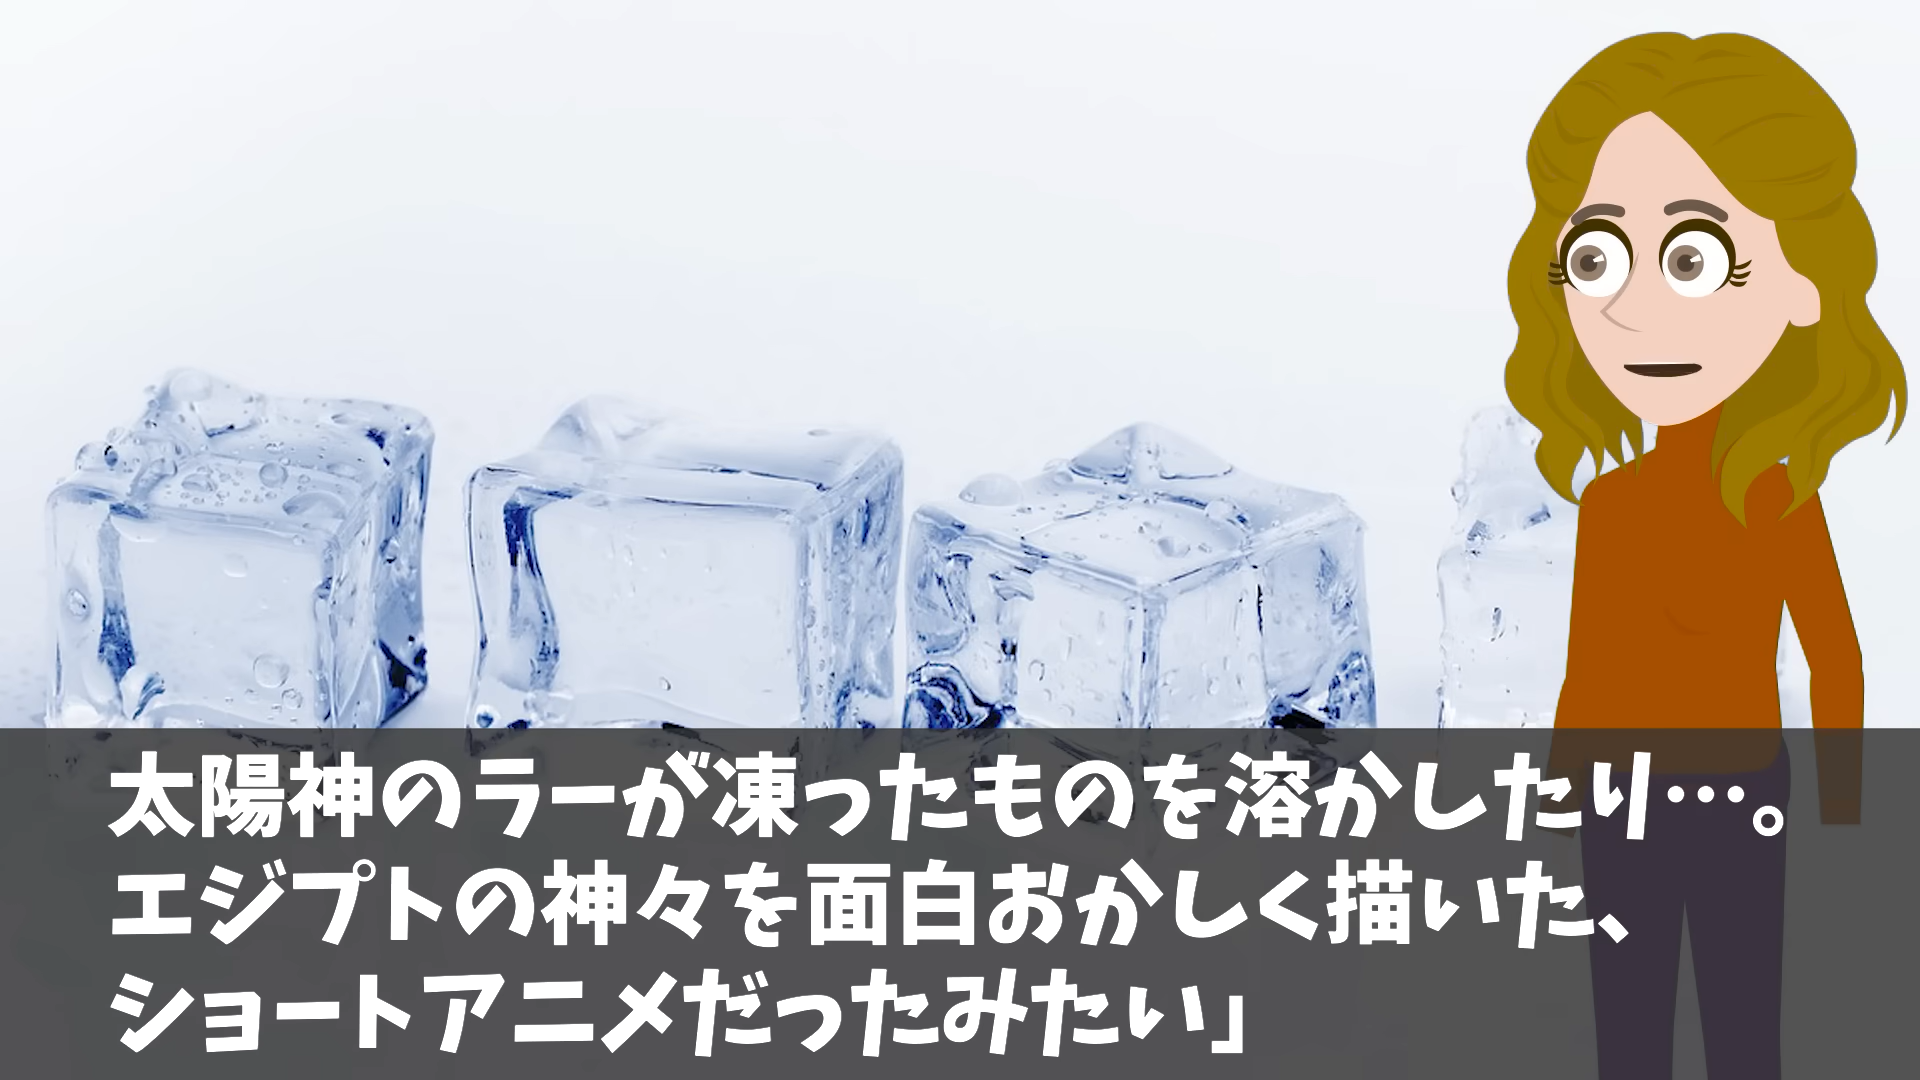 太陽神のラーが凍ったものを溶かしたり…。
エジプトの神々を面白おかしく描いた、
ショートアニメだったみたい」